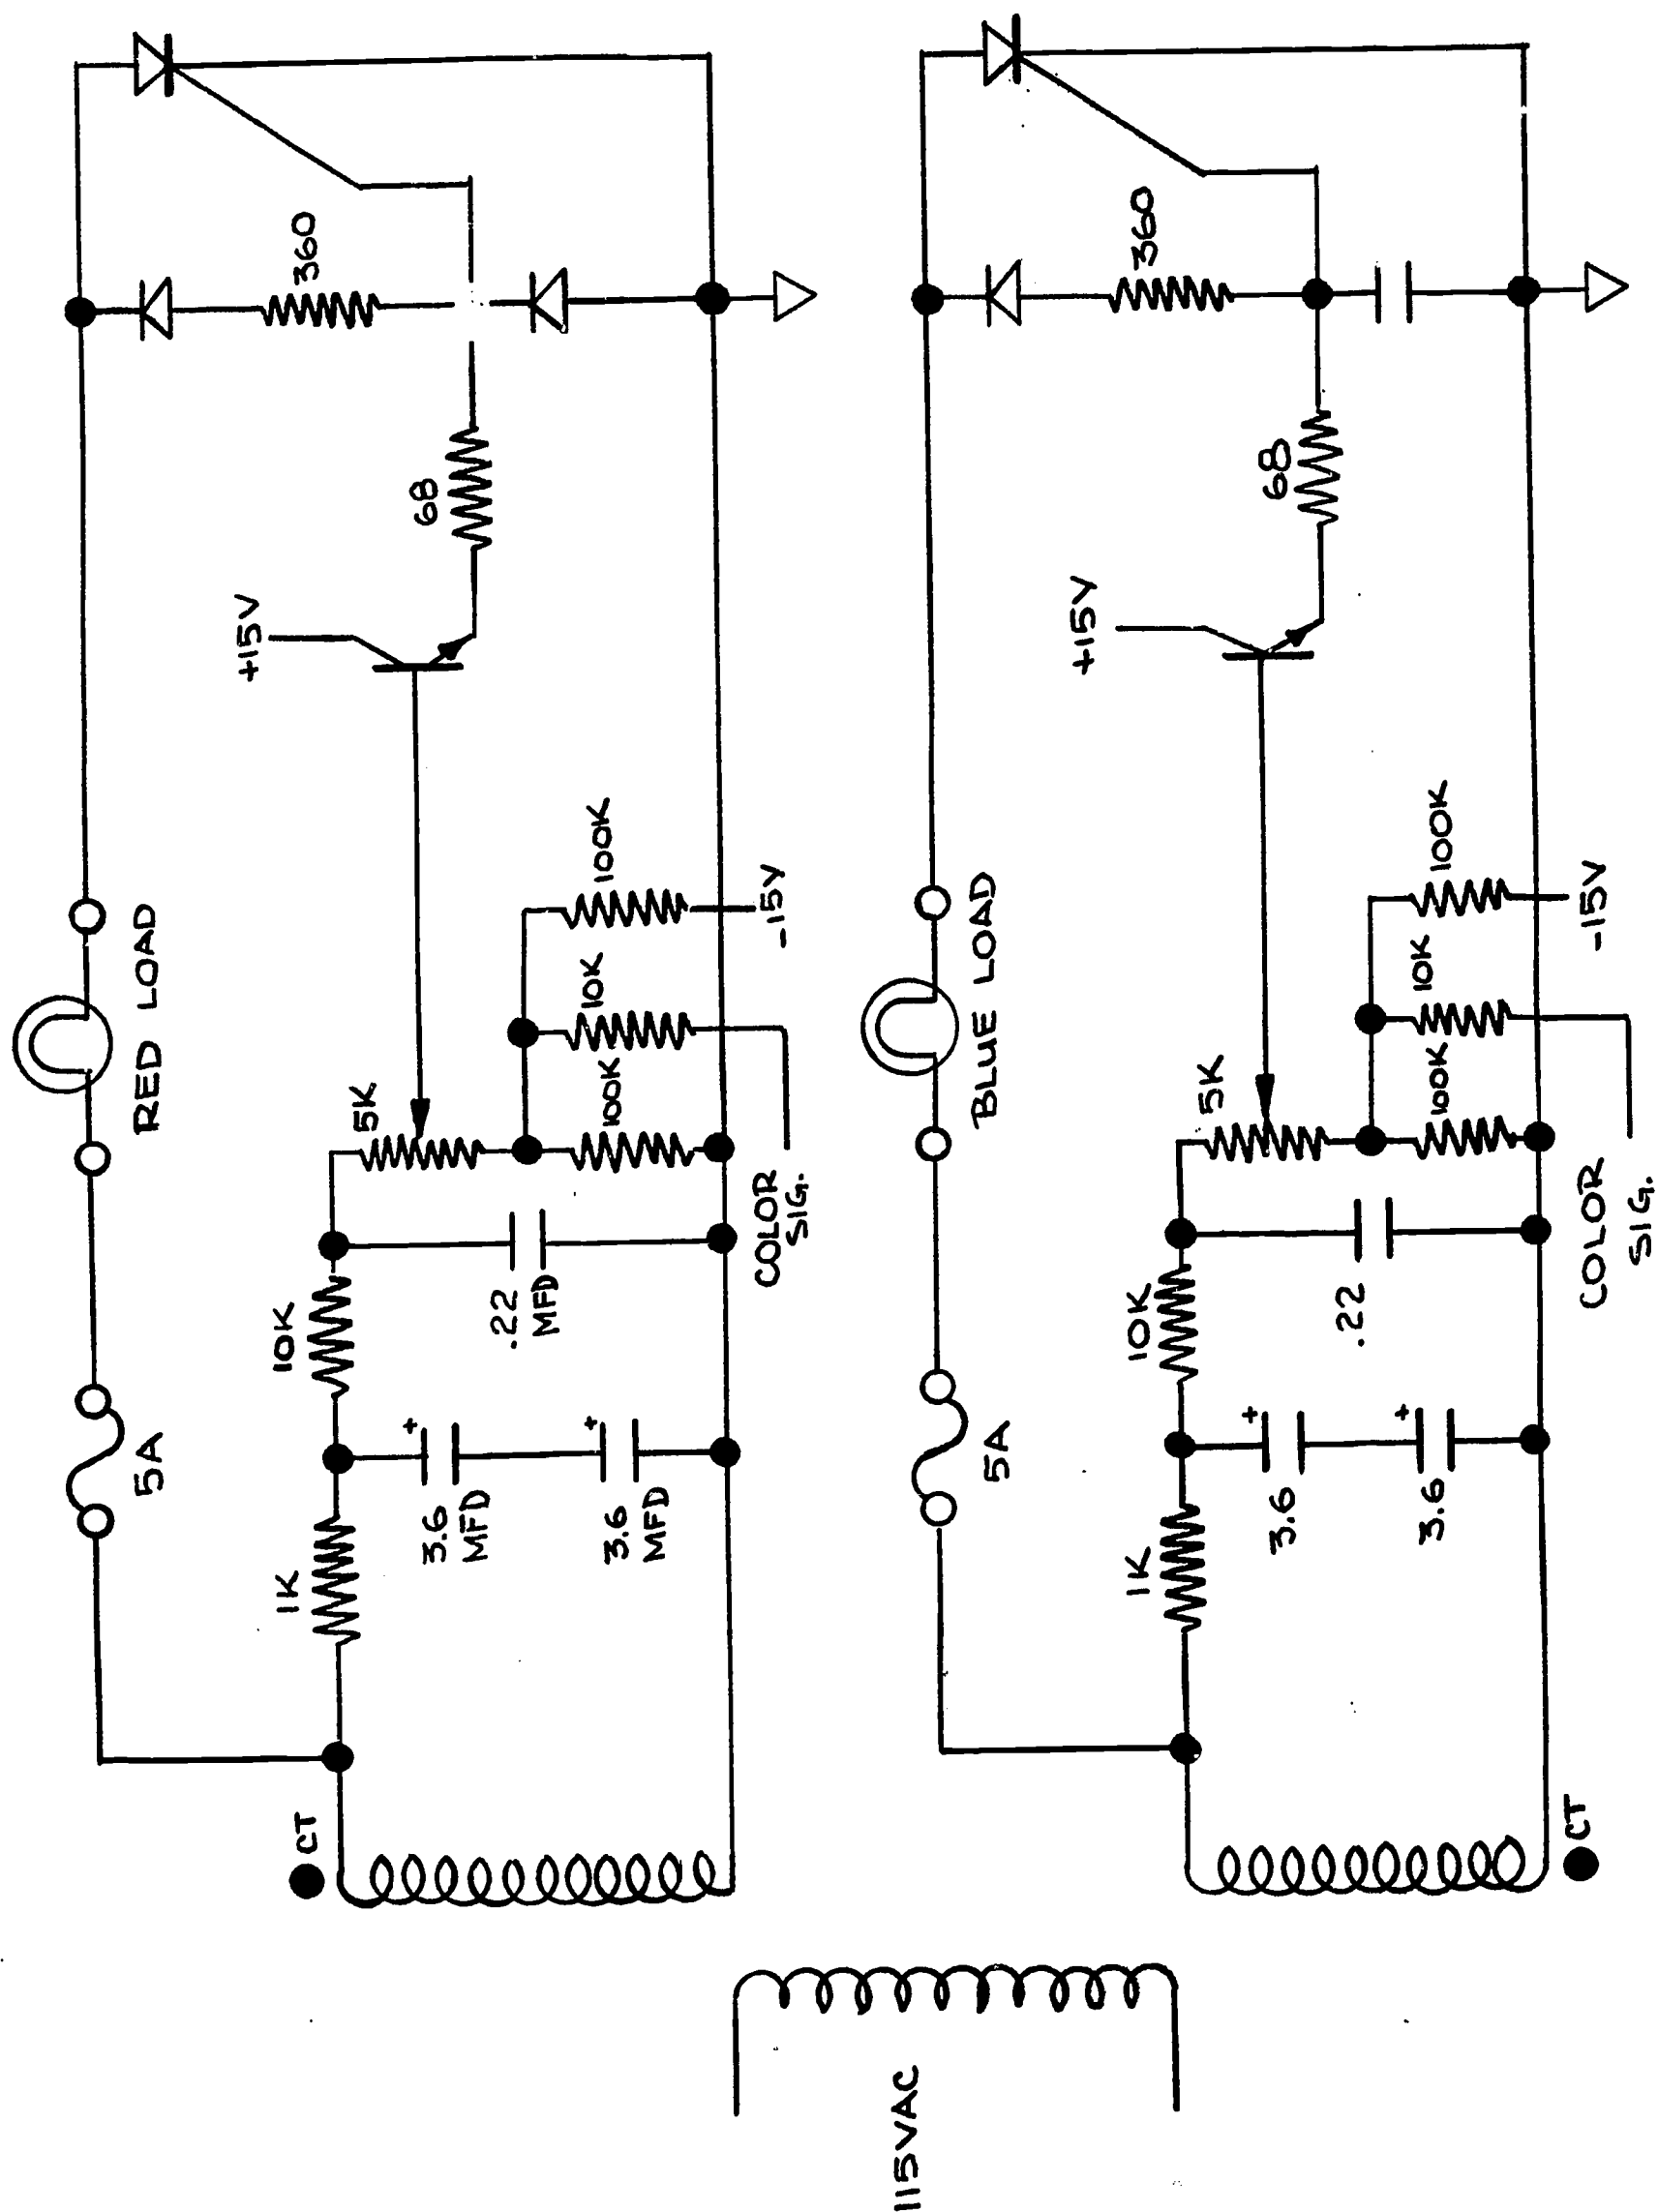 RED LOAD
5A
360
+15V
68
5K
100K
10K
100K
-15V
10K
.22
MFD
COLOR
SIG.
1K
3.6
MFD
3.6
MFD
CT
115VAC
BLUE LOAD
5A
360
+15V
68
5K
100K
10K
100K
-15V
10K
.22
COLOR
SIG.
1K
3.6
3.6
CT
+
+
+
+